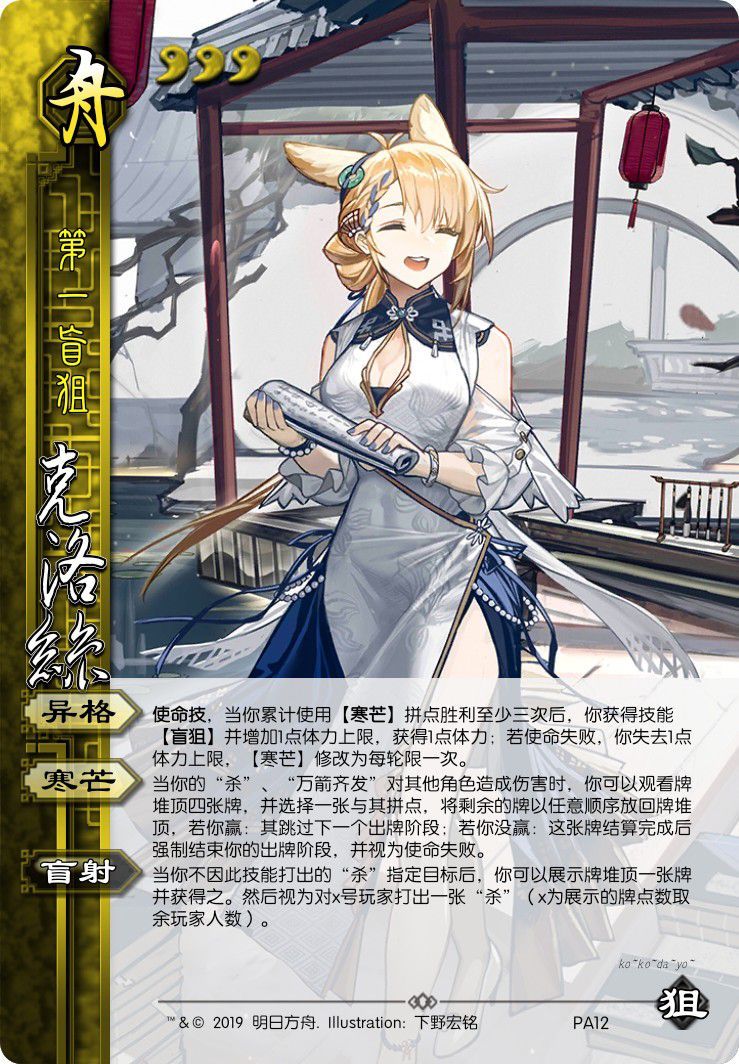 舟
999
第一盲狙
克洛絲
异格
使命技，当你累计使用【寒芒】拼点胜利至少三次后，你获得技能
【盲狙】并增加1点体力上限，获得1点体力；若使命失败，你失去1点
体力上限，【寒芒】修改为每轮限一次。
寒芒
当你的“杀”、“万箭齐发”对其他角色造成伤害时，你可以观看牌
堆顶四张牌，并选择一张与其拼点，将剩余的牌以任意顺序放回牌堆
顶，若你赢：其跳过下一个出牌阶段；若你没赢：这张牌结算完成后
强制结束你的出牌阶段，并视为使命失败。
盲射
当你不因此技能打出的“杀”指定目标后，你可以展示牌堆顶一张牌
并获得之。然后视为对x号玩家打出一张“杀”（x为展示的牌点数取
余玩家人数）。
ko~ko~da~yo~
™&© 2019 明日方舟. Illustration: 下野宏铭
PA12
狙